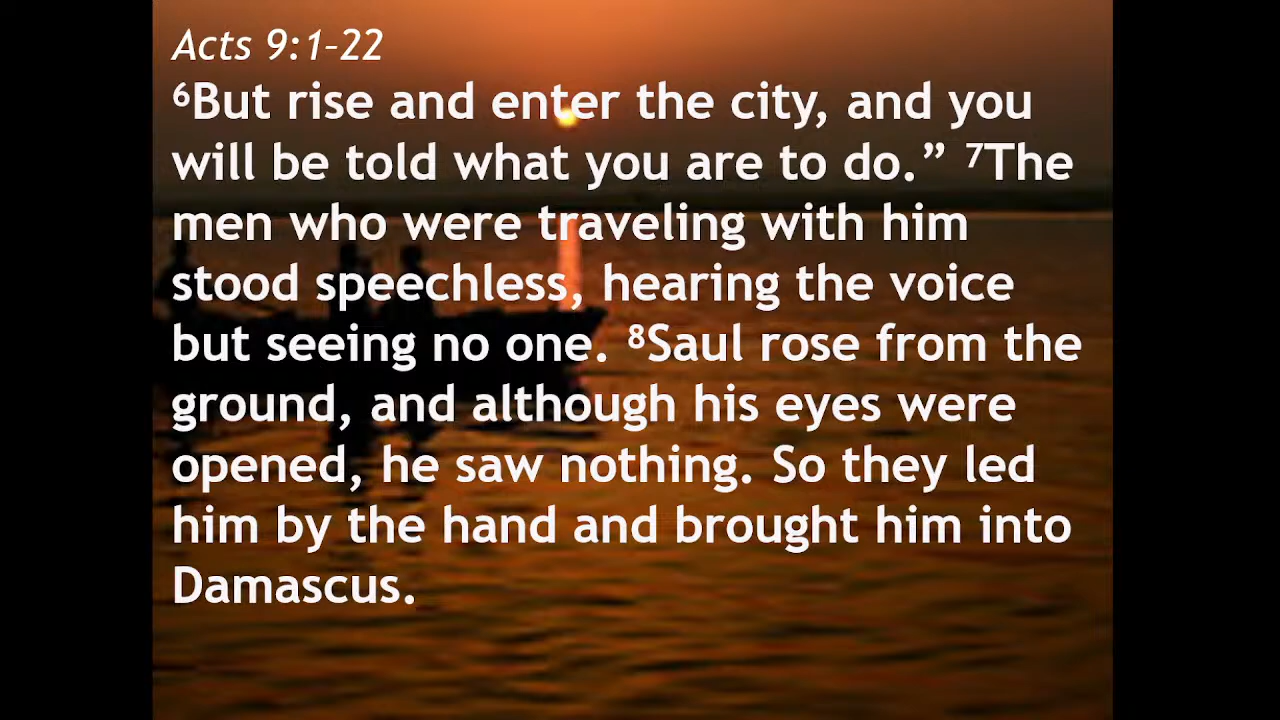 Acts 9:1–22
⁶But rise and enter the city, and you
will be told what you are to do.” ⁷The
men who were traveling with him
stood speechless, hearing the voice
but seeing no one. ⁸Saul rose from the
ground, and although his eyes were
opened, he saw nothing. So they led
him by the hand and brought him into
Damascus.